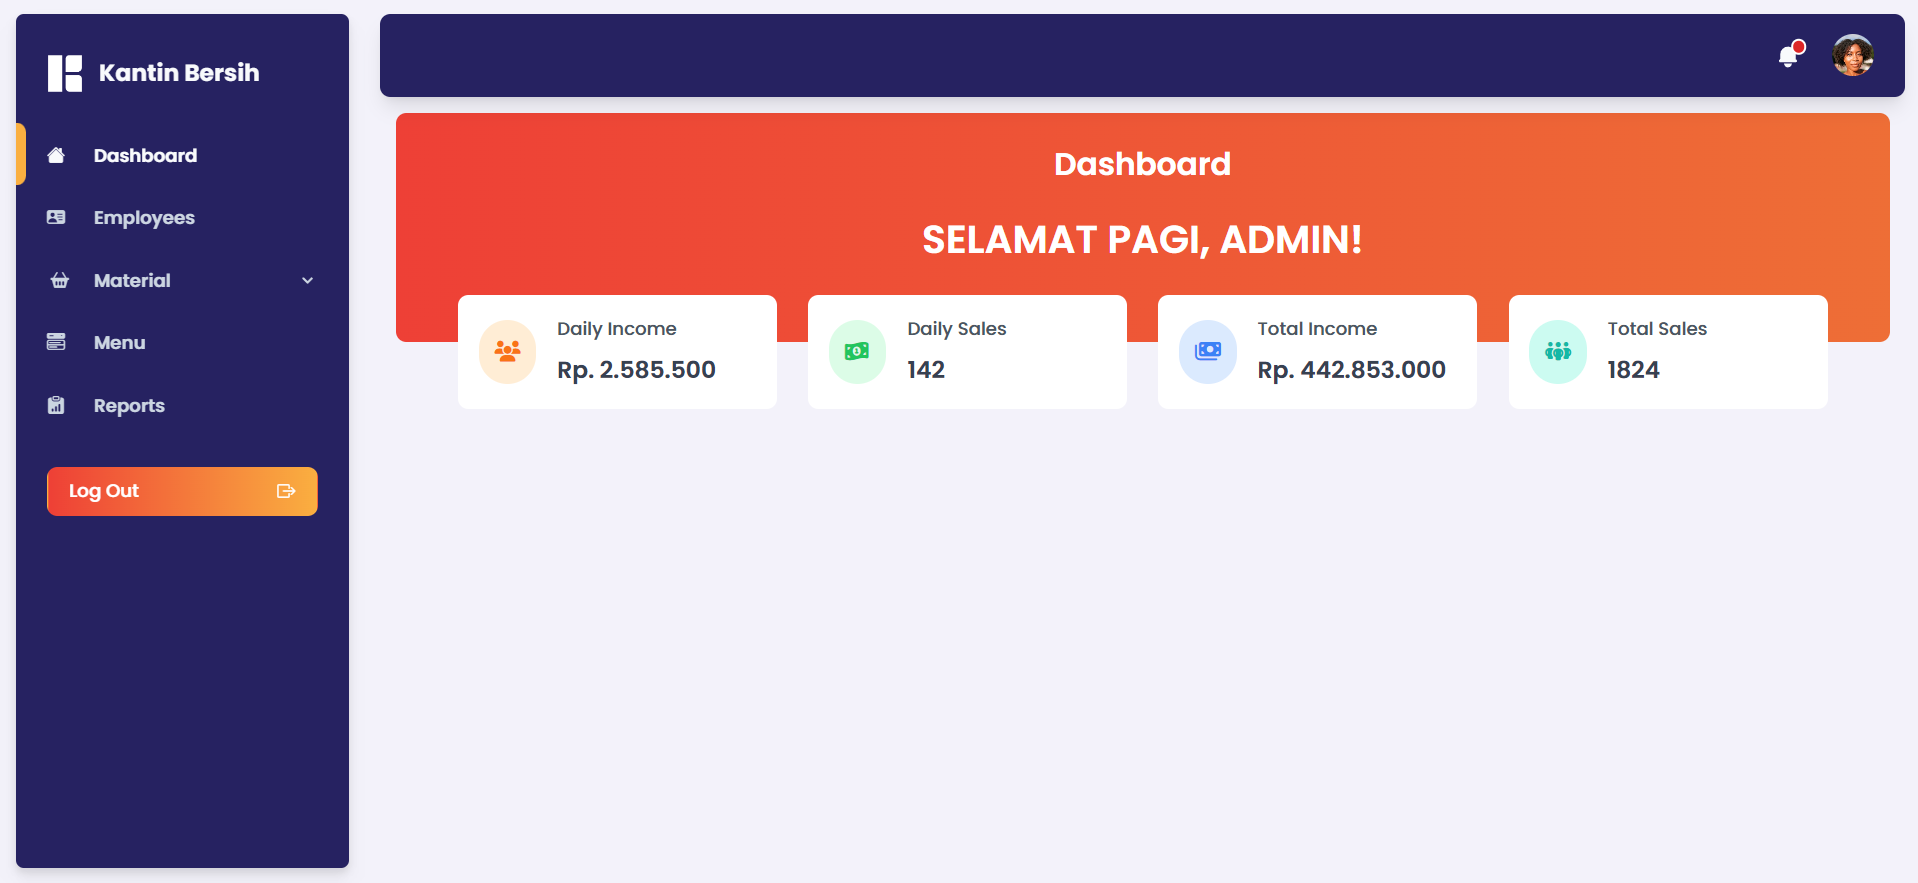 Kantin Bersih
Dashboard
Employees
Material
Menu
Reports
Log Out
Dashboard
SELAMAT PAGI, ADMIN!
Daily Income
Rp. 2.585.500
Daily Sales
142
Total Income
Rp. 442.853.000
Total Sales
1824